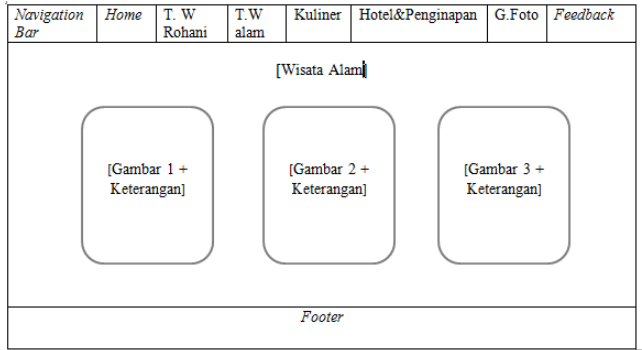 Navigation Bar Home T. W Rohani T.W alam Kuliner Hotel&Penginapan G.Foto Feedback
[Wisata Alam]
[Gambar 1 + Keterangan]
[Gambar 2 + Keterangan]
[Gambar 3 + Keterangan]
Footer